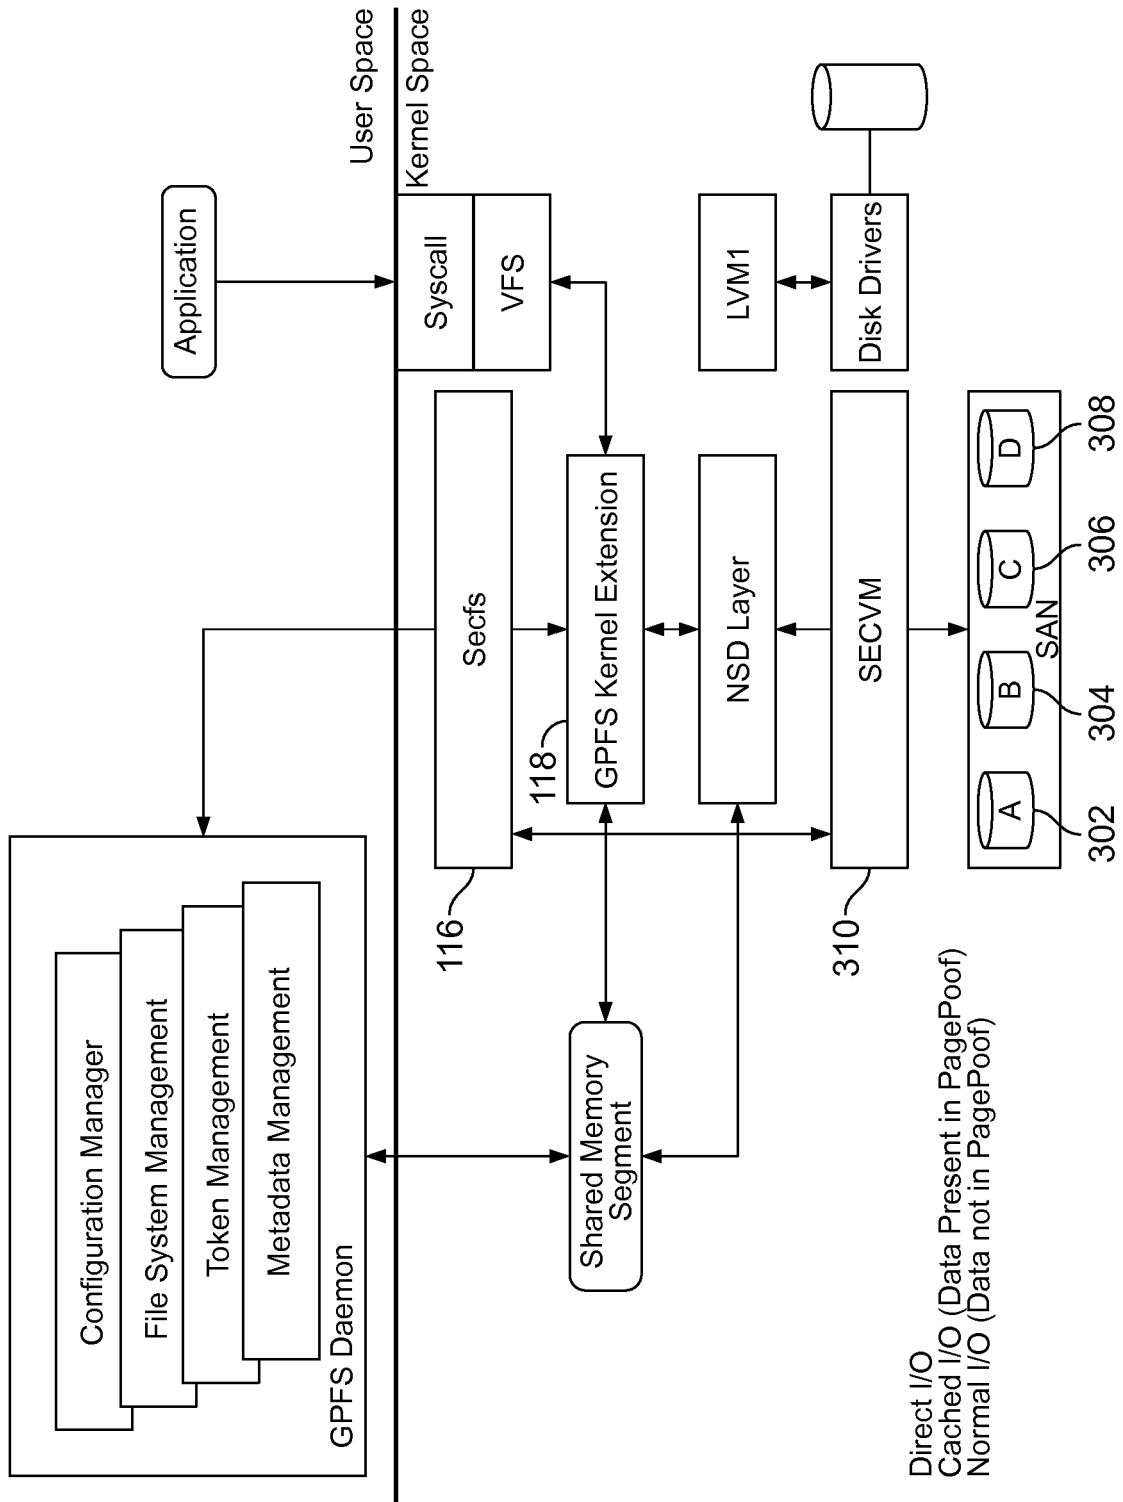 Configuration Manager
File System Management
Token Management
Metadata Management
GPFS Daemon
Application
User Space
Kernel Space
Syscall
VFS
Secfs
116
118
GPFS Kernel Extension
Shared Memory
Segment
NSD Layer
LVM1
SECVM
310
Disk Drivers
A
B
C
D
SAN
302
304
306
308
Direct I/O
Cached I/O (Data Present in PagePoof)
Normal I/O (Data not in PagePoof)